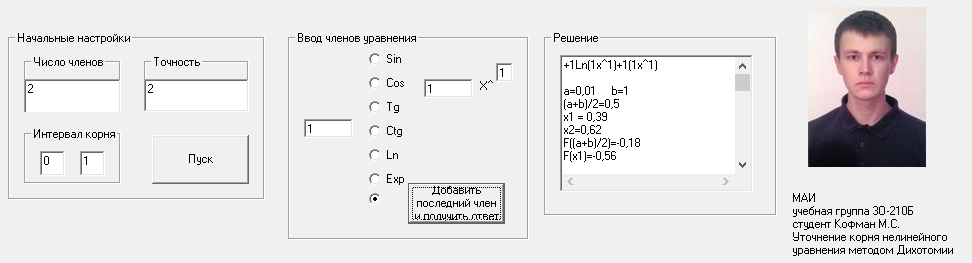 Начальные настройки
Число членов
2
Точность
2
Интервал корня
0
1
Пуск
Ввод членов уравнения
1
Sin
Cos
Tg
Ctg
Ln
Exp
1
X^
1
Добавить
последний член
и получить ответ
Решение
+1Ln(1x^1)+1(1x^1)
a=0,01 b=1
(a+b)/2=0,5
x1 = 0,39
x2=0,62
F((a+b)/2)=-0,18
F(x1)=-0,56
МАИ
учебная группа ЗО-210Б
студент Кофман М.С.
Уточнение корня нелинейного
уравнения методом Дихотомии